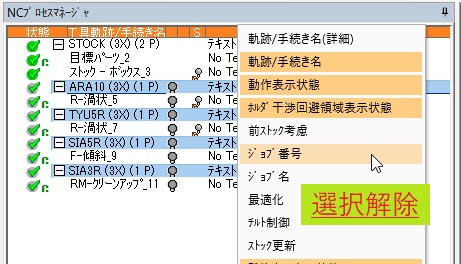 NCﾌﾟﾛｾｽﾏﾈｰｼﾞｬ
状態 工具軌跡/手続き名 S
STOCK (3X) (2 P) テキスト
目標パーツ_2 No Te
ストック - ボックス_3 No Te
ARA10 (3X) (1 P) テキスト
R-渦状_5 No Te
TYU5R (3X) (1 P) テキスト
R-渦状_7 No Te
SIA5R (3X) (1 P) テキスト
F-傾斜_9 No Te
SIA3R (3X) (1 P) テキスト
RM-クリーンアップ_11 No Te
軌跡/手続き名(詳細)
軌跡/手続き名
動作表示状態
ﾎﾙﾀﾞ干渉回避領域表示状態
前ストック考慮
ｼﾞｮﾌﾞ番号
ｼﾞｮﾌﾞ名
最適化
ﾁﾙﾄ制御
ｽﾄｯｸ更新
選択解除